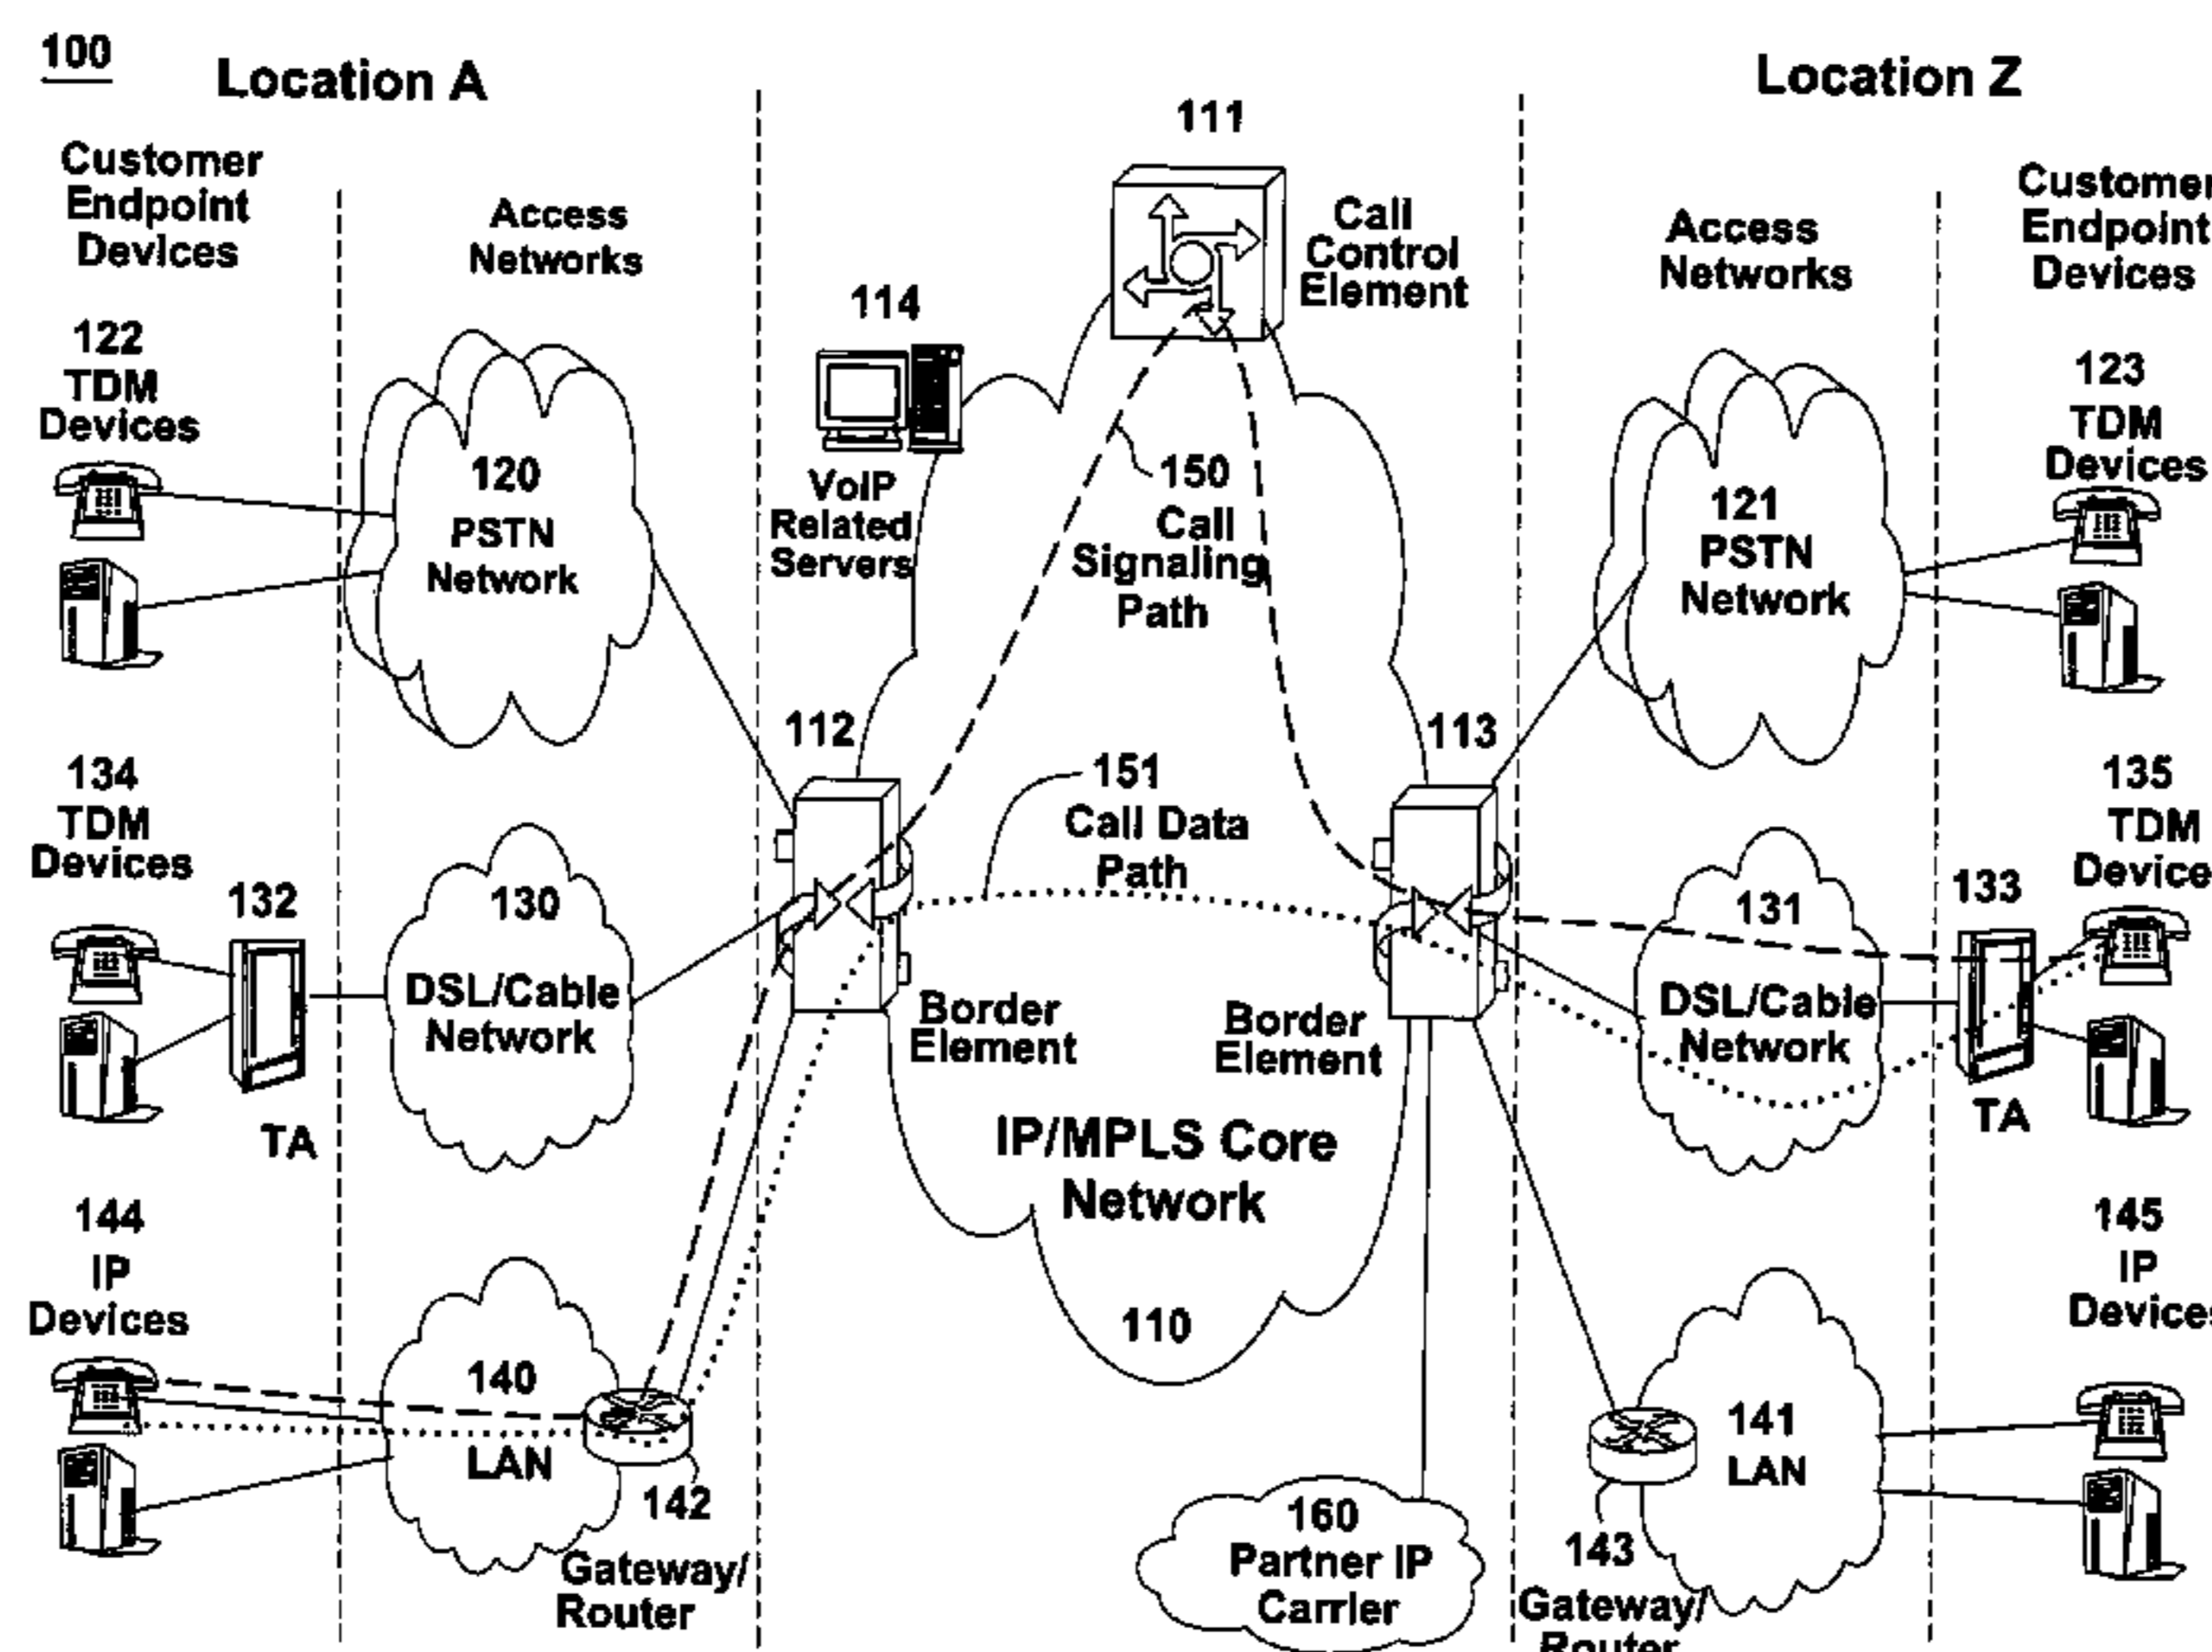 100
Location A
Location Z
Customer
Endpoint
Devices
Access
Networks
111
Call
Control
Element
Access
Networks
Customer
Endpoint
Devices
122
TDM
Devices
120
PSTN
Network
114
VoIP
Related
Servers
150
Call
Signaling
Path
121
PSTN
Network
123
TDM
Devices
134
TDM
Devices
132
TA
130
DSL/Cable
Network
112
Border
Element
151
Call Data
Path
113
Border
Element
131
DSL/Cable
Network
133
TA
135
TDM
Device
IP/MPLS Core
Network
110
144
IP
Devices
140
LAN
142
Gateway/
Router
160
Partner IP
Carrier
143
Gateway/
Router
141
LAN
145
IP
Devices